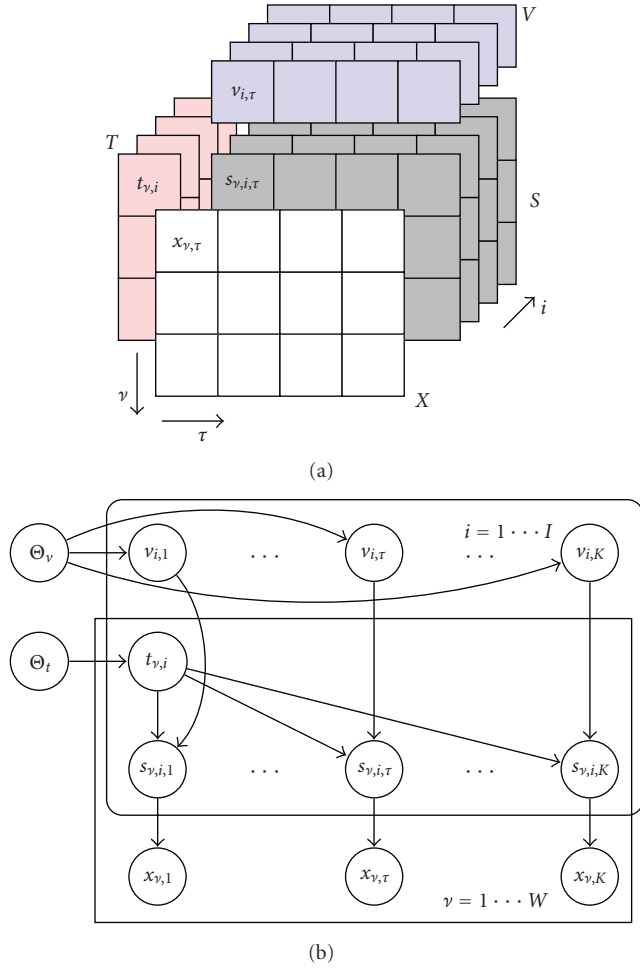 V
v_{i,τ}
T
t_{ν,i}
s_{ν,i,τ}
S
x_{ν,τ}
i
ν
τ
X
(a)
Θ_v v_{i,1} · · · v_{i,τ} · · · v_{i,K}
i = 1 · · · I
Θ_t t_{ν,i}
s_{ν,i,1} · · · s_{ν,i,τ} · · · s_{ν,i,K}
x_{ν,1} x_{ν,τ} x_{ν,K}
ν = 1 · · · W
(b)